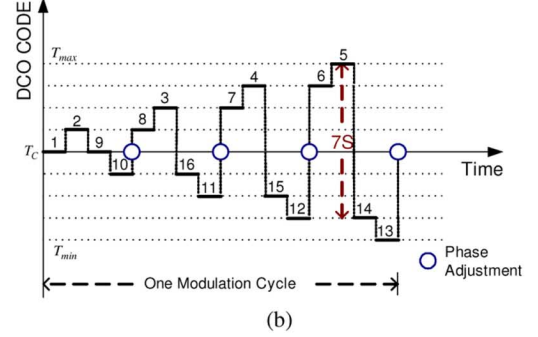 DCO CODE
Tmax
5
4
6
3
7
2
8
1
9
TC
7S
Time
10
16
11
15
12
14
13
Tmin
Phase
Adjustment
One Modulation Cycle
(b)